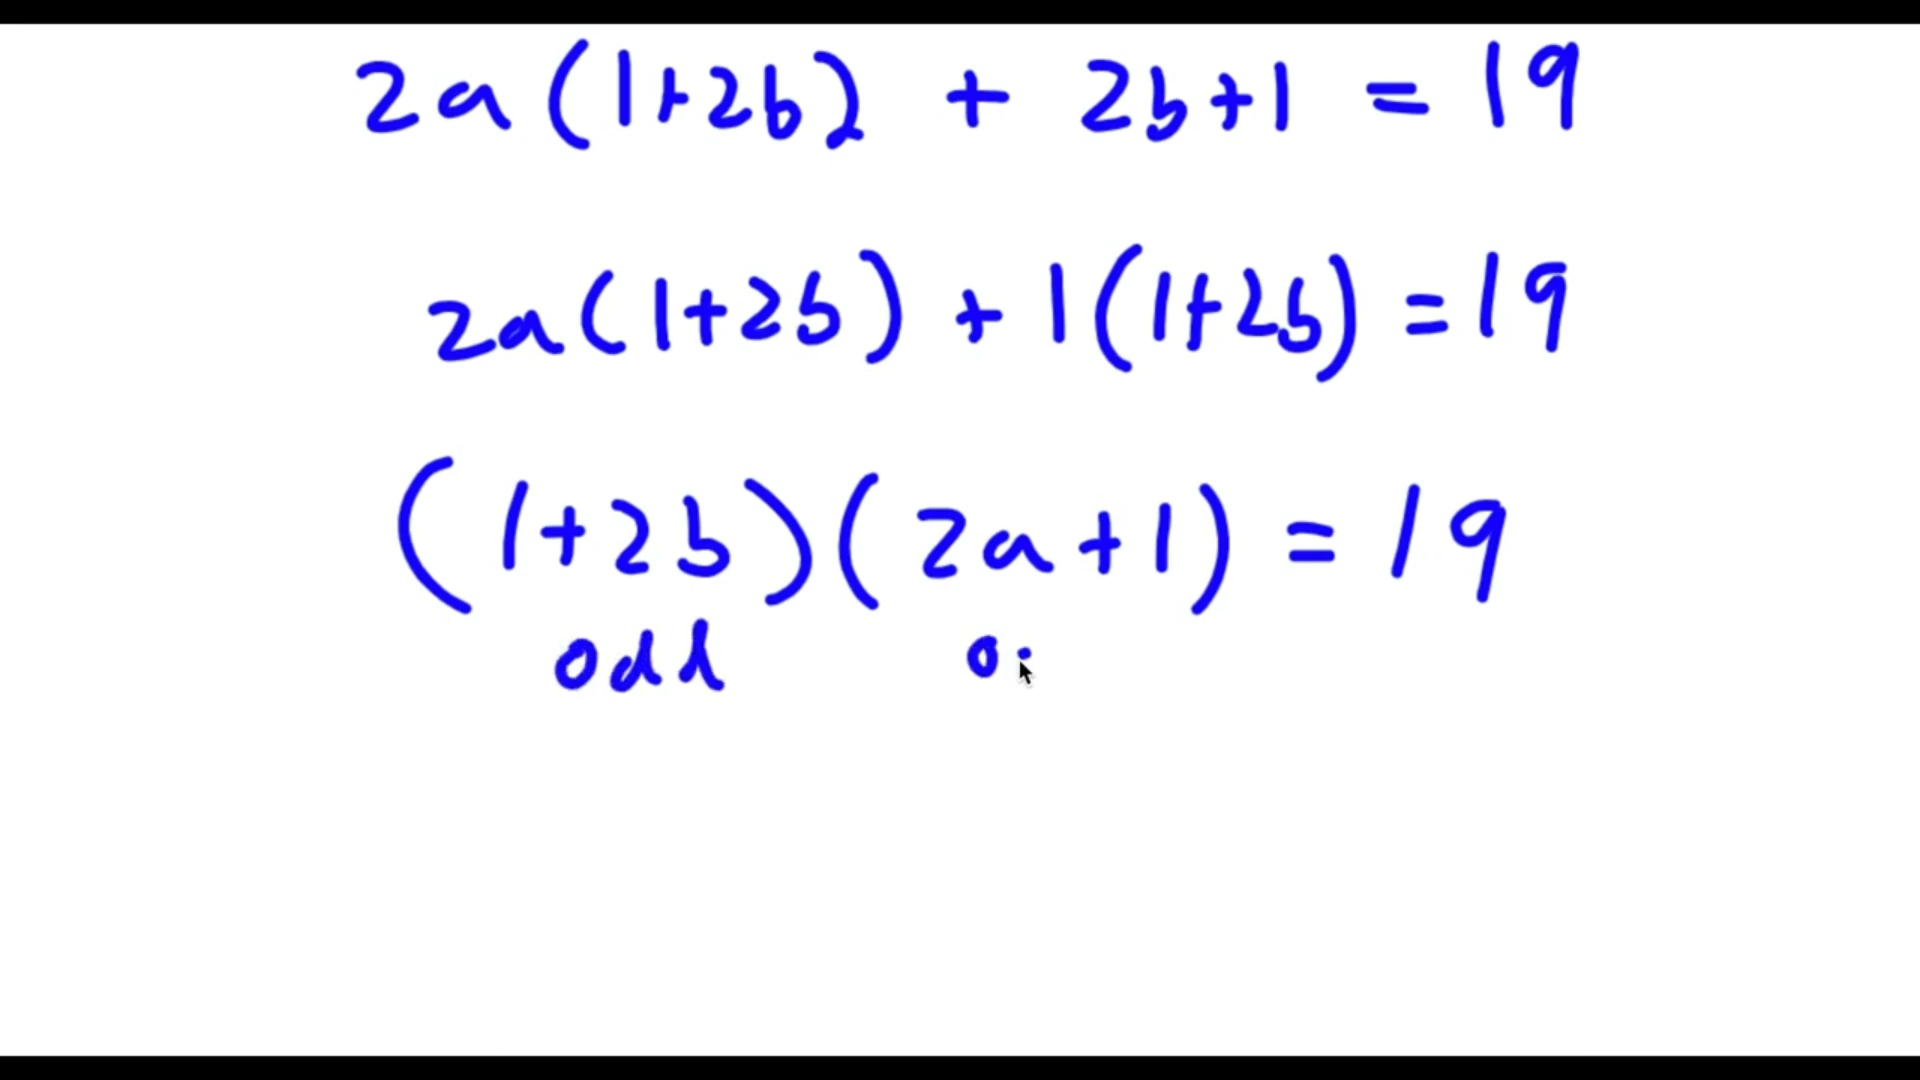 2a(1+2b) + 2b+1 = 19
2a(1+2b) + 1(1+2b) = 19
(1+2b)(2a+1) = 19
odd o